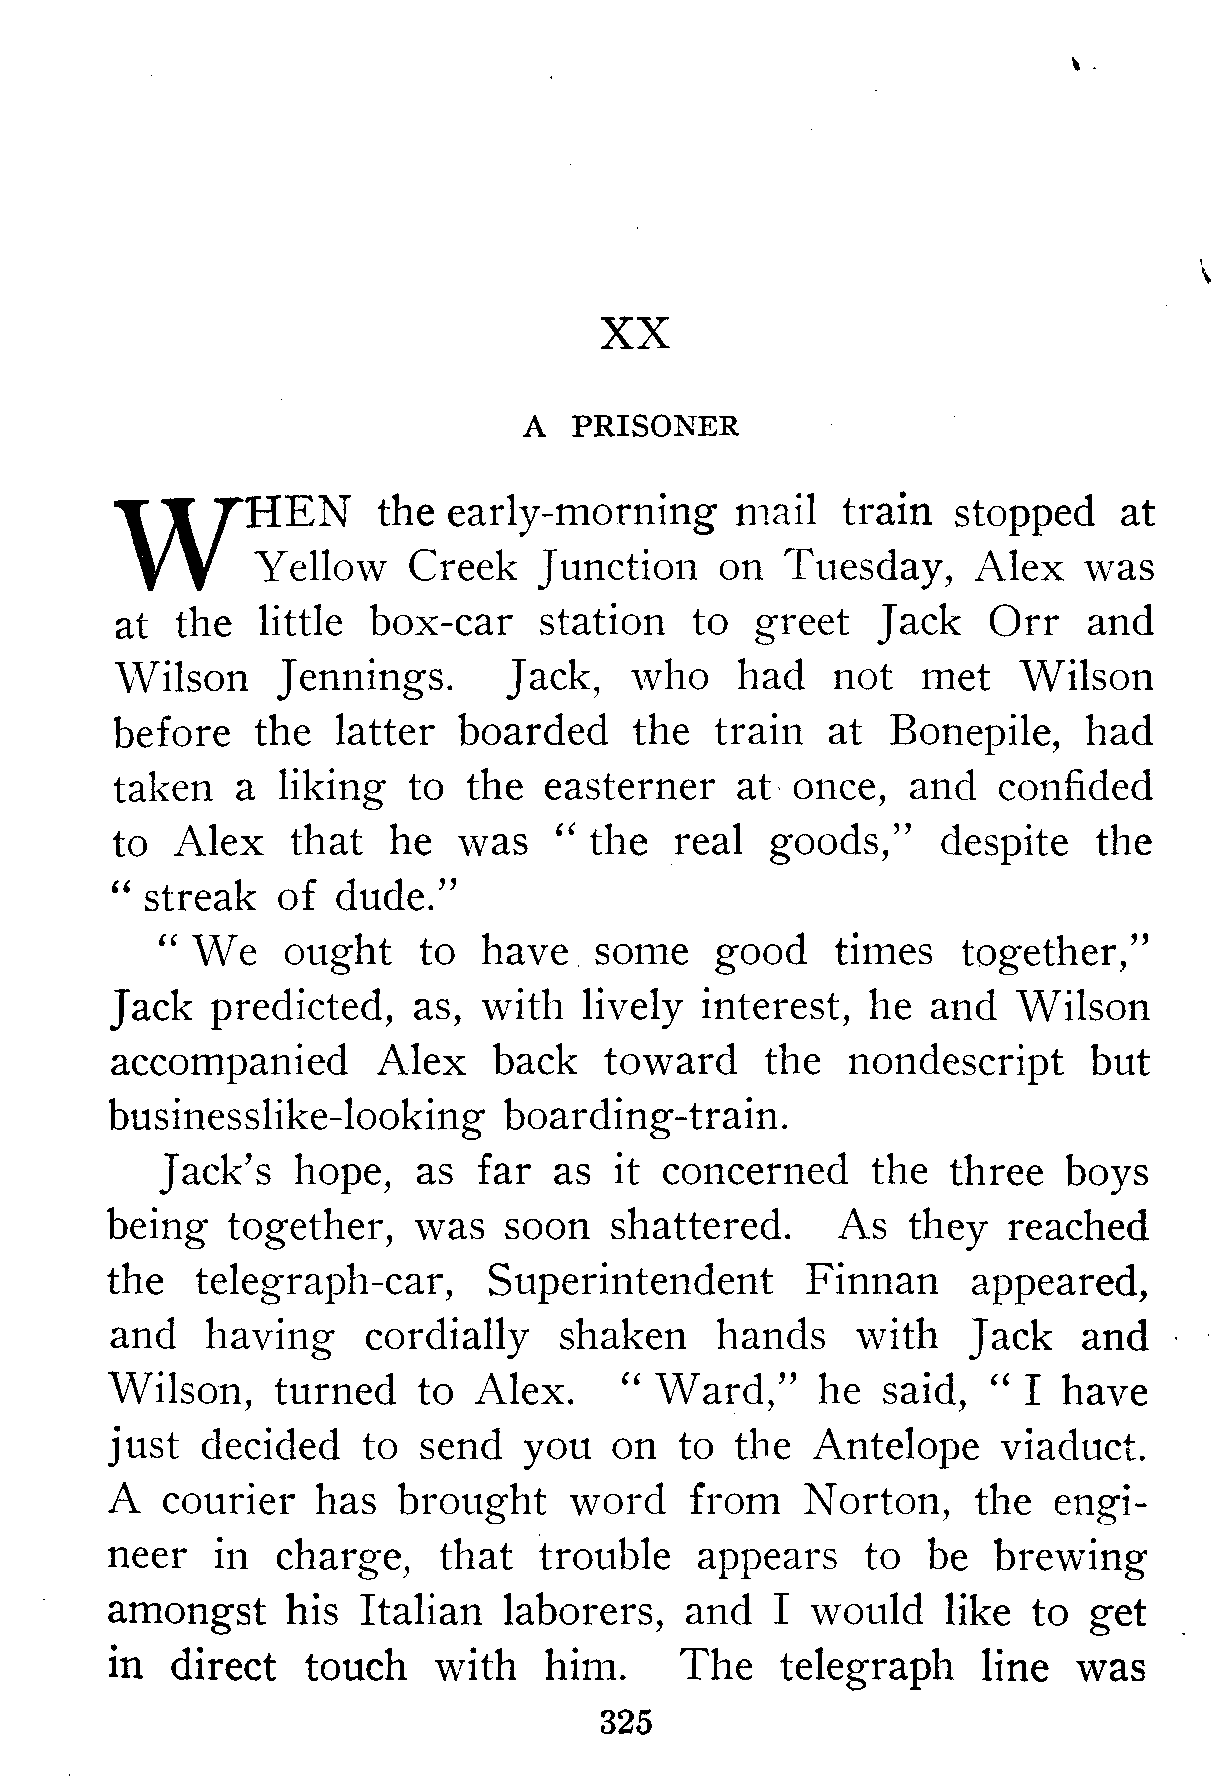 XX
A PRISONER
WHEN the early-morning mail train stopped at
Yellow Creek Junction on Tuesday, Alex was
at the little box-car station to greet Jack Orr and
Wilson Jennings. Jack, who had not met Wilson
before the latter boarded the train at Bonepile, had
taken a liking to the easterner at once, and confided
to Alex that he was “ the real goods,” despite the
“ streak of dude.”
“ We ought to have some good times together,”
Jack predicted, as, with lively interest, he and Wilson
accompanied Alex back toward the nondescript but
businesslike-looking boarding-train.
Jack’s hope, as far as it concerned the three boys
being together, was soon shattered. As they reached
the telegraph-car, Superintendent Finnan appeared,
and having cordially shaken hands with Jack and
Wilson, turned to Alex. “ Ward,” he said, “ I have
just decided to send you on to the Antelope viaduct.
A courier has brought word from Norton, the engi-
neer in charge, that trouble appears to be brewing
amongst his Italian laborers, and I would like to get
in direct touch with him. The telegraph line was
325